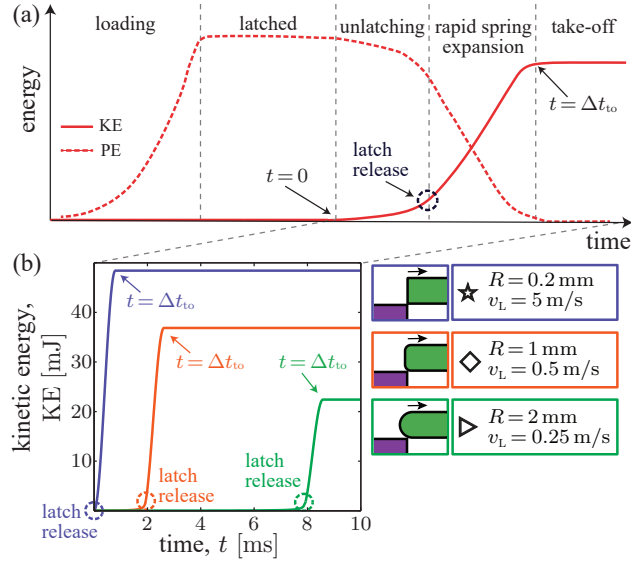 (a)
loading
latched
unlatching
rapid spring
expansion
take-off
energy
KE
PE
t = Δt_to
latch
release
t = 0
time
(b)
kinetic energy,
KE [mJ]
40
30
20
10
t = Δt_to
t = Δt_to
t = Δt_to
latch
release
latch
release
latch
release
2
4
6
8
10
time, t [ms]
R = 0.2 mm
v_L = 5 m/s
R = 1 mm
v_L = 0.5 m/s
R = 2 mm
v_L = 0.25 m/s